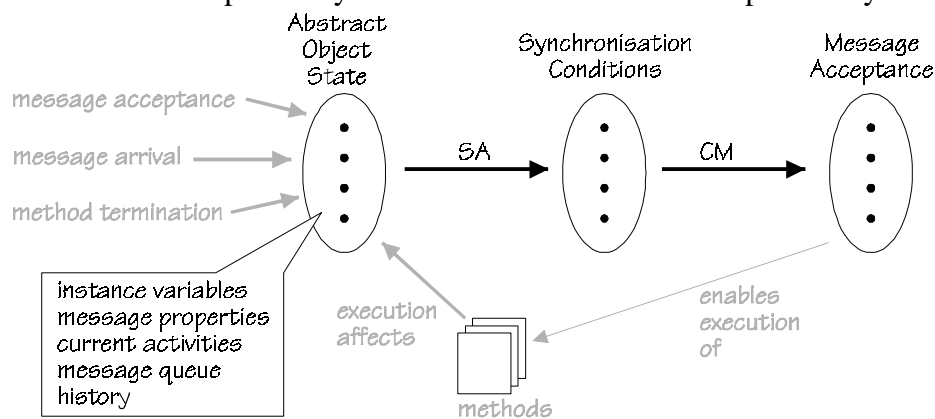 Abstract
Object
State
Synchronisation
Conditions
Message
Acceptance
message acceptance
message arrival
method termination
SA
CM
instance variables
message properties
current activities
message queue
history
execution
affects
enables
execution
of
methods